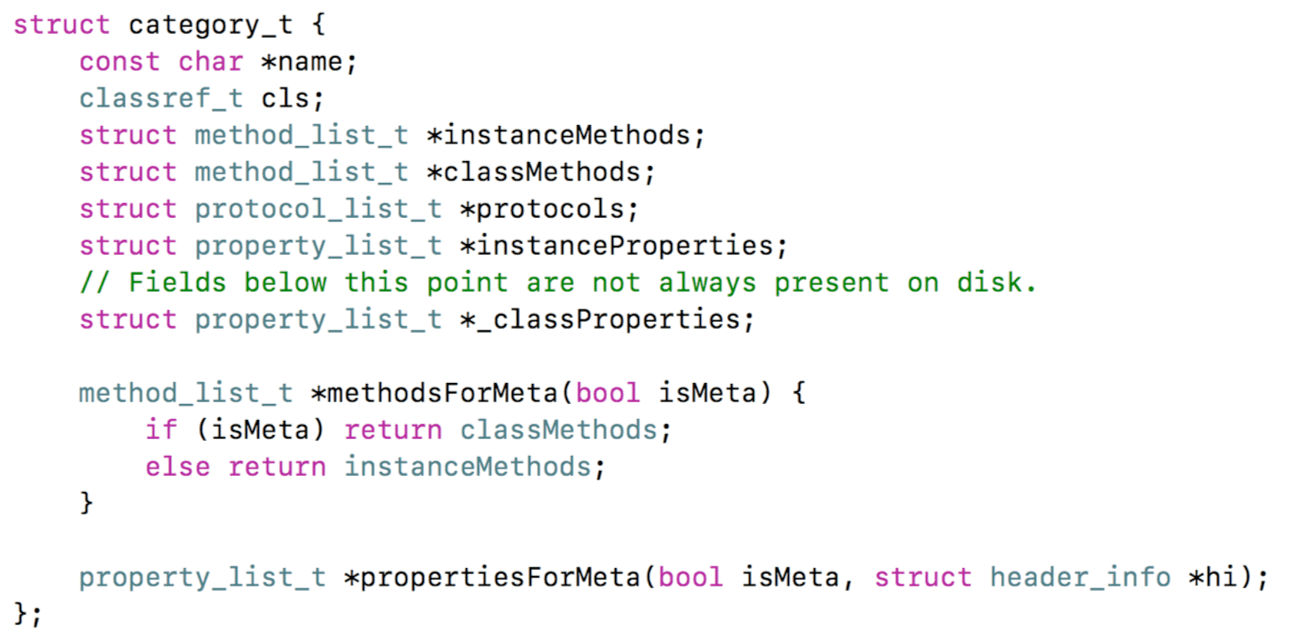 struct category_t {
    const char *name;
    classref_t cls;
    struct method_list_t *instanceMethods;
    struct method_list_t *classMethods;
    struct protocol_list_t *protocols;
    struct property_list_t *instanceProperties;
    // Fields below this point are not always present on disk.
    struct property_list_t *_classProperties;

    method_list_t *methodsForMeta(bool isMeta) {
        if (isMeta) return classMethods;
        else return instanceMethods;
    }

    property_list_t *propertiesForMeta(bool isMeta, struct header_info *hi);
};